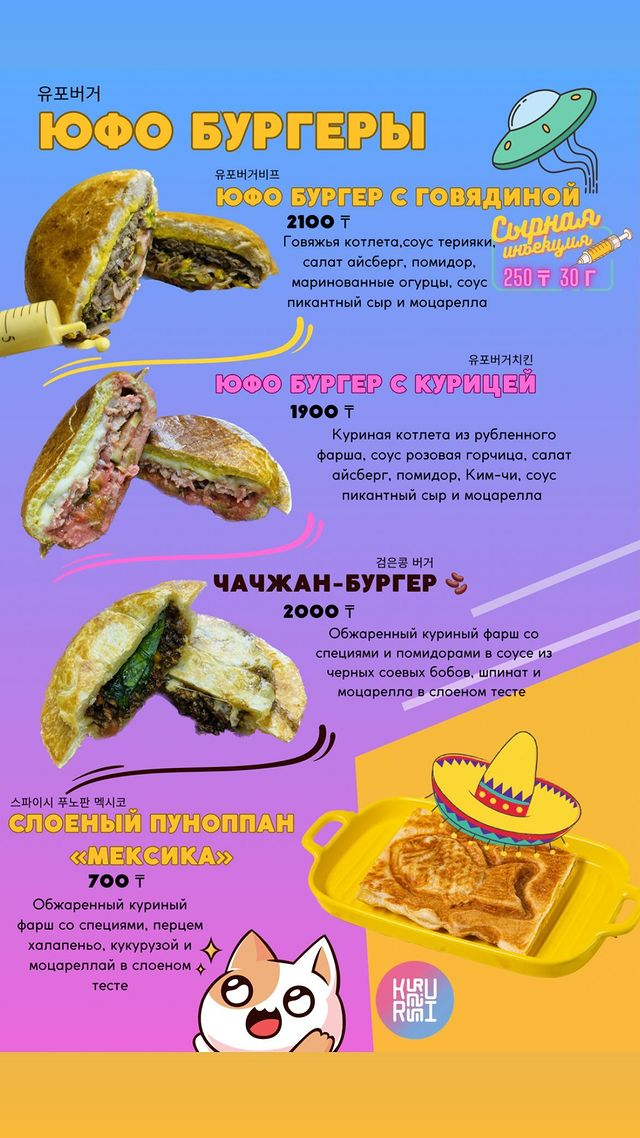 유포버거
ЮФО БУРГЕРЫ
유포버거비프
ЮФО БУРГЕР С ГОВЯДИНОЙ
2100 ₸
Говяжья котлета,соус терияки,
салат айсберг, помидор,
маринованные огурцы, соус
пикантный сыр и моцарелла
Сырная
инъекция
250 ₸ 30 Г
유포버거치킨
ЮФО БУРГЕР С КУРИЦЕЙ
1900 ₸
Куриная котлета из рубленного
фарша, соус розовая горчица, салат
айсберг, помидор, Ким-чи, соус
пикантный сыр и моцарелла
검은콩 버거
ЧАЧЖАН-БУРГЕР
2000 ₸
Обжаренный куриный фарш со
специями и помидорами в соусе из
черных соевых бобов, шпинат и
моцарелла в слоеном тесте
스파이시 푸노판 멕시코
СЛОЕНЫЙ ПУНОППАН
«МЕКСИКА»
700 ₸
Обжаренный куриный
фарш со специями, перцем
халапеньо, кукурузой и
моцареллай в слоеном
тесте